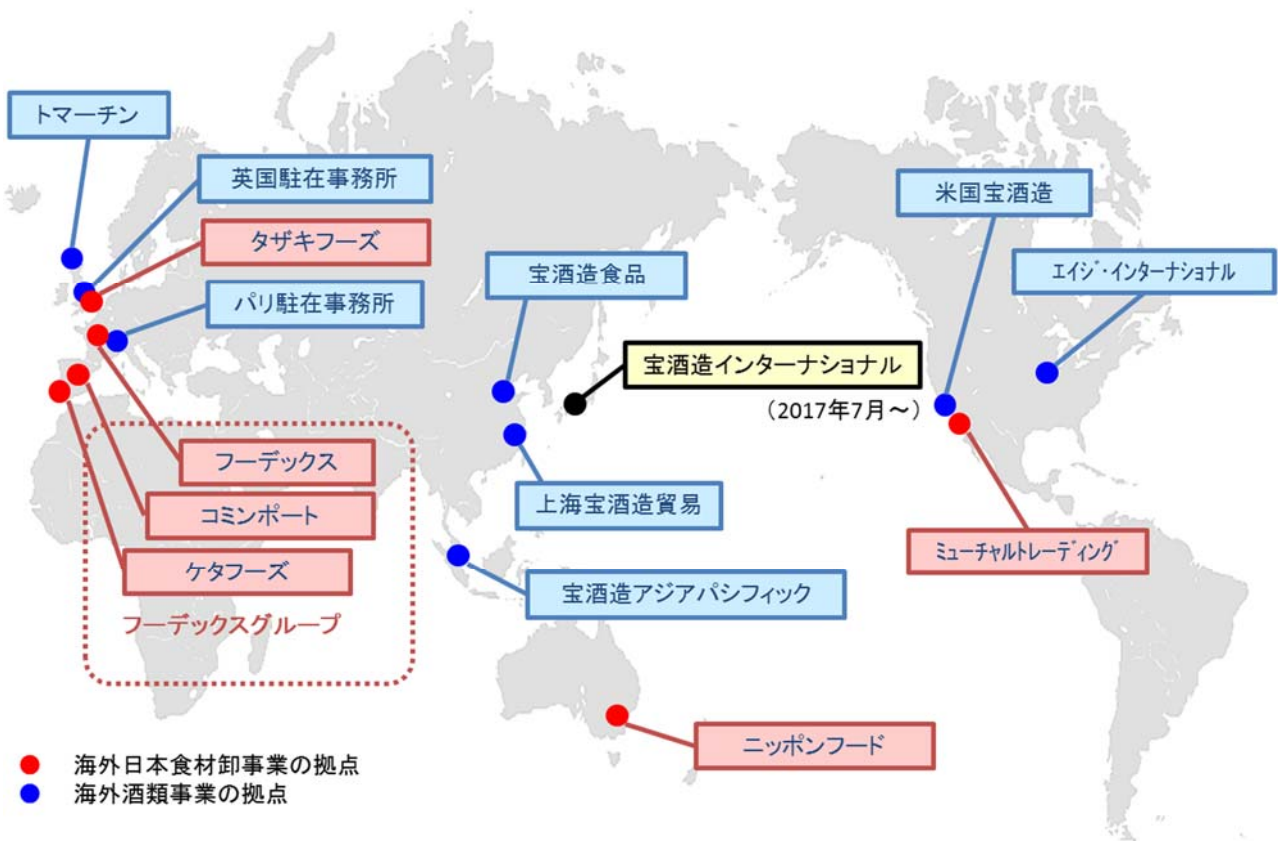 トマーチン
英国駐在事務所
タザキフーズ
パリ駐在事務所
宝酒造食品
宝酒造インターナショナル
（2017年7月～）
米国宝酒造
エイジ・インターナショナル
フーデックス
コミンポート
ケタフーズ
フーデックスグループ
上海宝酒造貿易
宝酒造アジアパシフィック
ミューチャルトレーディング
ニッポンフード
海外日本食材卸事業の拠点
海外酒類事業の拠点